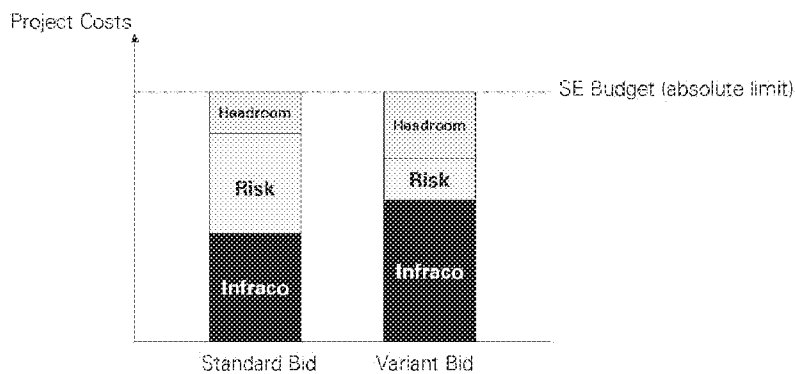 Project Costs
SE Budget (absolute limit)
Headroom
Headroom
Risk
Risk
Infraco
Infraco
Standard Bid
Variant Bid